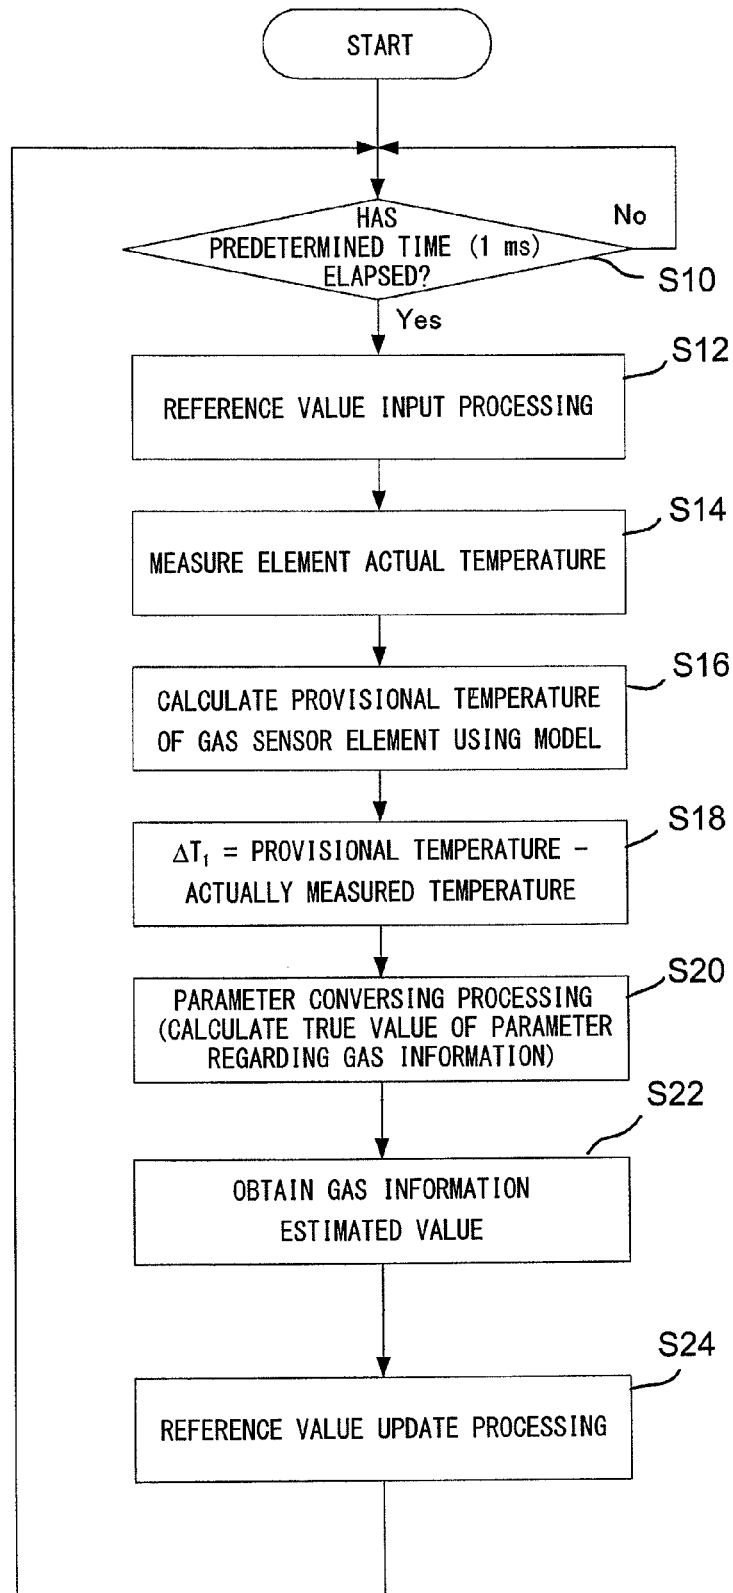 START
HAS
PREDETERMINED TIME (1 ms)
ELAPSED?
No
S10
Yes
S12
REFERENCE VALUE INPUT PROCESSING
S14
MEASURE ELEMENT ACTUAL TEMPERATURE
S16
CALCULATE PROVISIONAL TEMPERATURE
OF GAS SENSOR ELEMENT USING MODEL
S18
ΔT₁ = PROVISIONAL TEMPERATURE −
ACTUALLY MEASURED TEMPERATURE
S20
PARAMETER CONVERSING PROCESSING
(CALCULATE TRUE VALUE OF PARAMETER
REGARDING GAS INFORMATION)
S22
OBTAIN GAS INFORMATION
ESTIMATED VALUE
S24
REFERENCE VALUE UPDATE PROCESSING